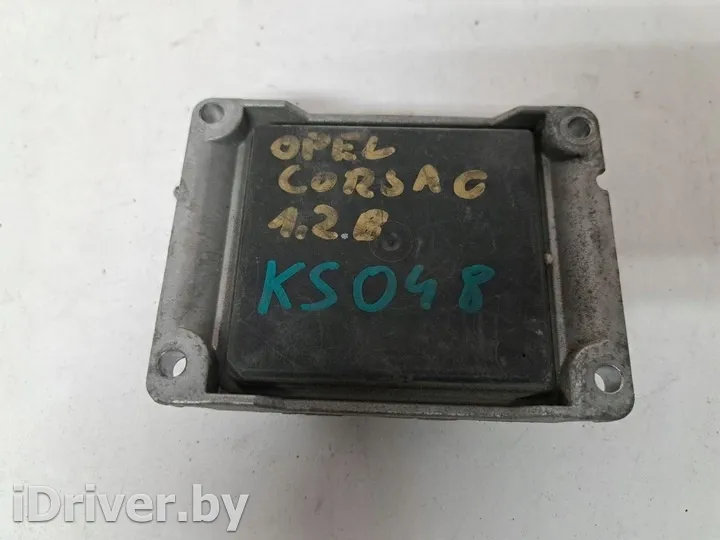 OPEL
CORSA C
1.2.B
KS048
iDriver.by